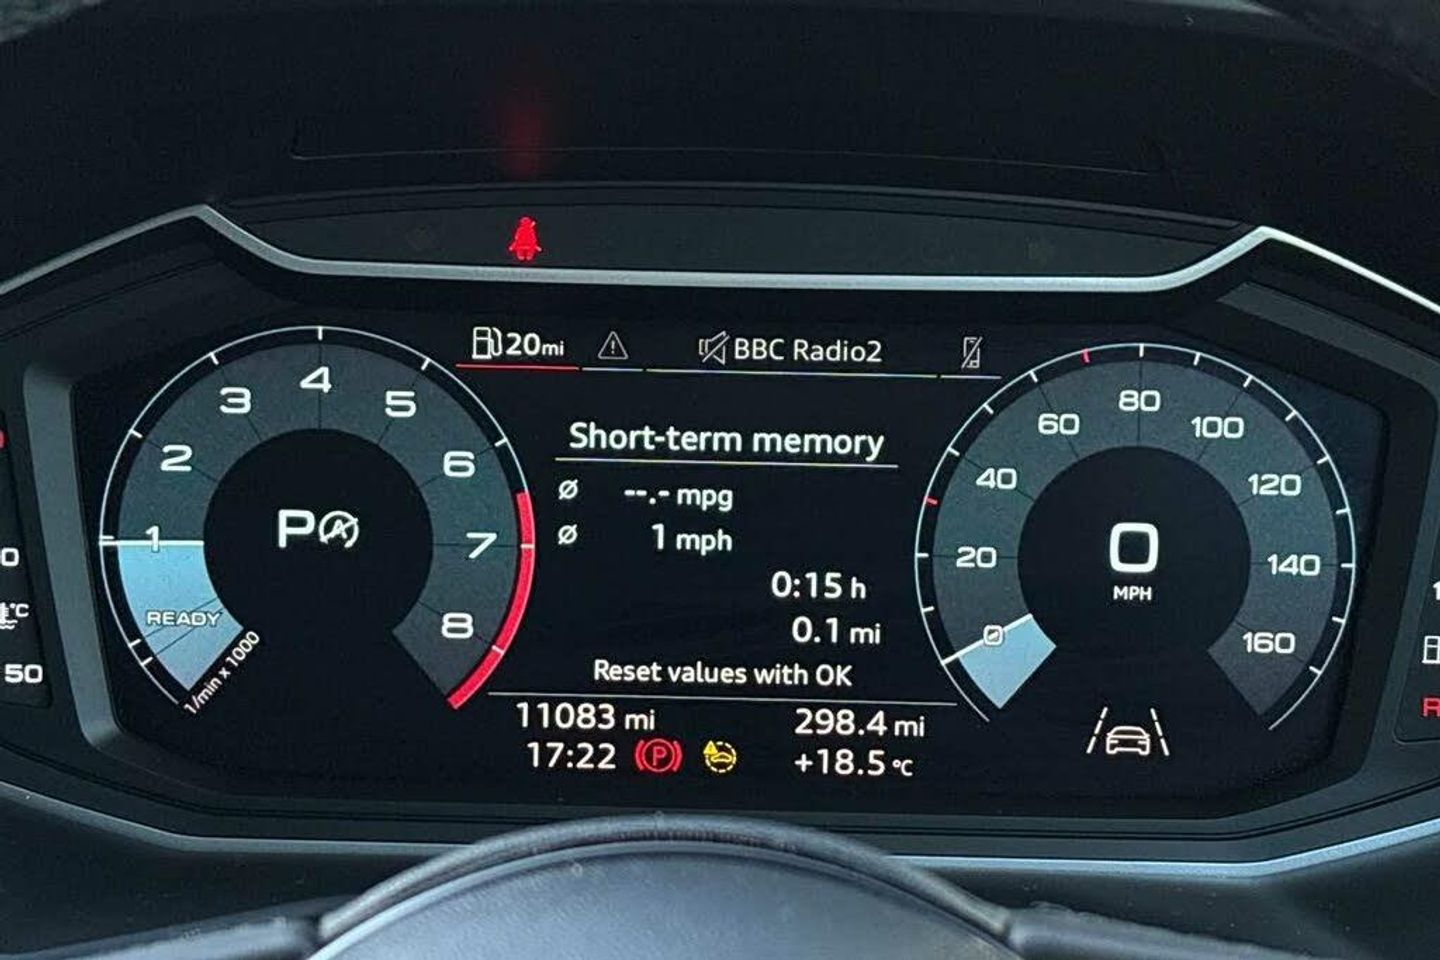 20mi
BBC Radio2
Short-term memory
Ø --.- mpg
Ø 1 mph
0:15 h
0.1 mi
Reset values with OK
11083 mi
298.4 mi
17:22
P
+18.5 °C
1
2
3
4
5
6
7
8
P
A
READY
1/min x 1000
0
20
40
60
80
100
120
140
160
0
MPH
°C
50